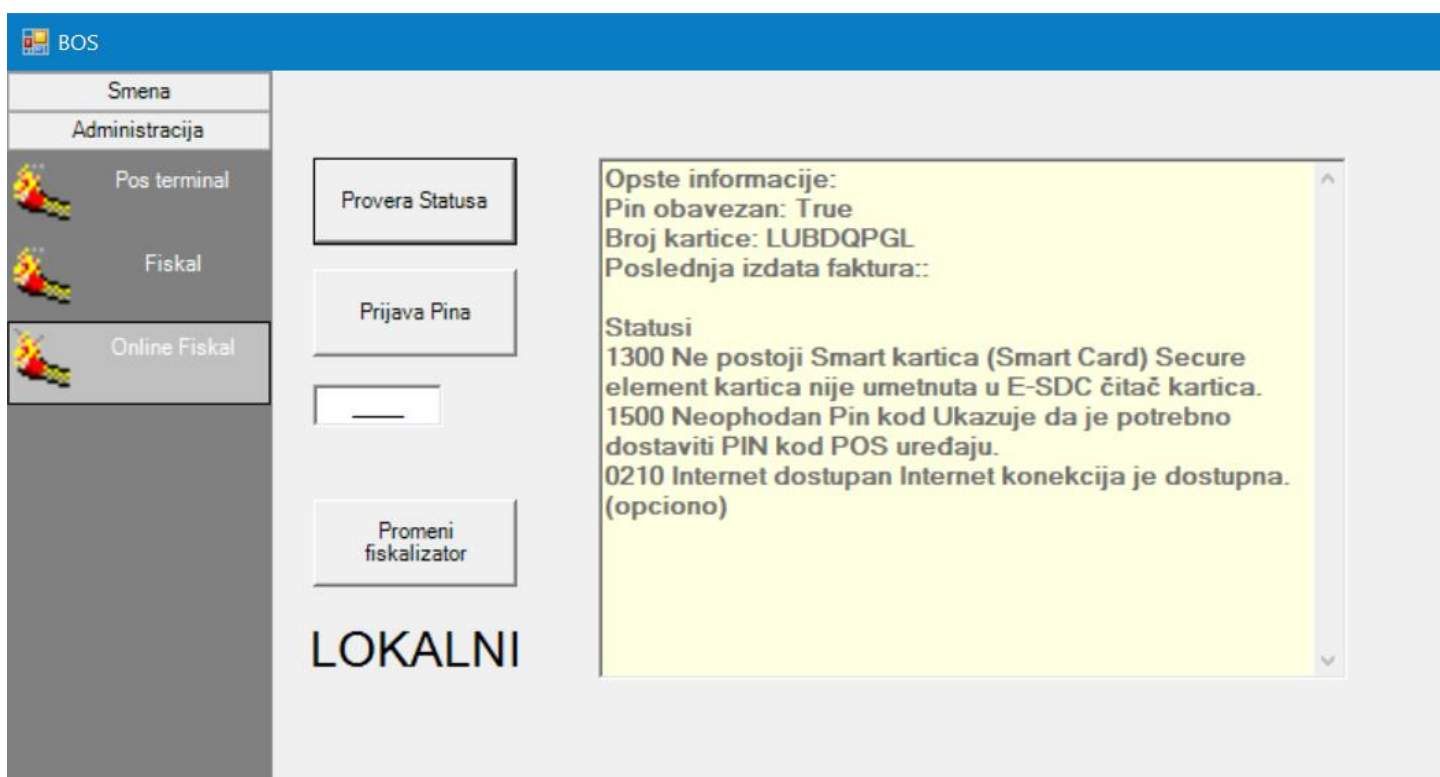 BOS
Smena
Administracija
Pos terminal
Fiskal
Online Fiskal
Provera Statusa
Prijava Pina
Promeni
fiskalizator
LOKALNI
Opste informacije:
Pin obavezan: True
Broj kartice: LUBDQPGL
Poslednja izdata faktura::
Statusi
1300 Ne postoji Smart kartica (Smart Card) Secure
element kartica nije umetnuta u E-SDC čitač kartica.
1500 Neophodan Pin kod Ukazuje da je potrebno
dostaviti PIN kod POS uređaju.
0210 Internet dostupan Internet konekcija je dostupna.
(opciono)